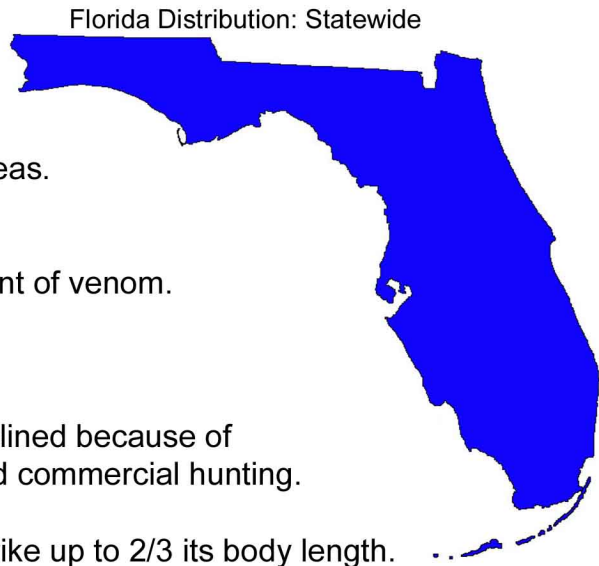 Florida Distribution: Statewide
eas.
nt of venom.
lined because of
d commercial hunting.
ike up to 2/3 its body length.